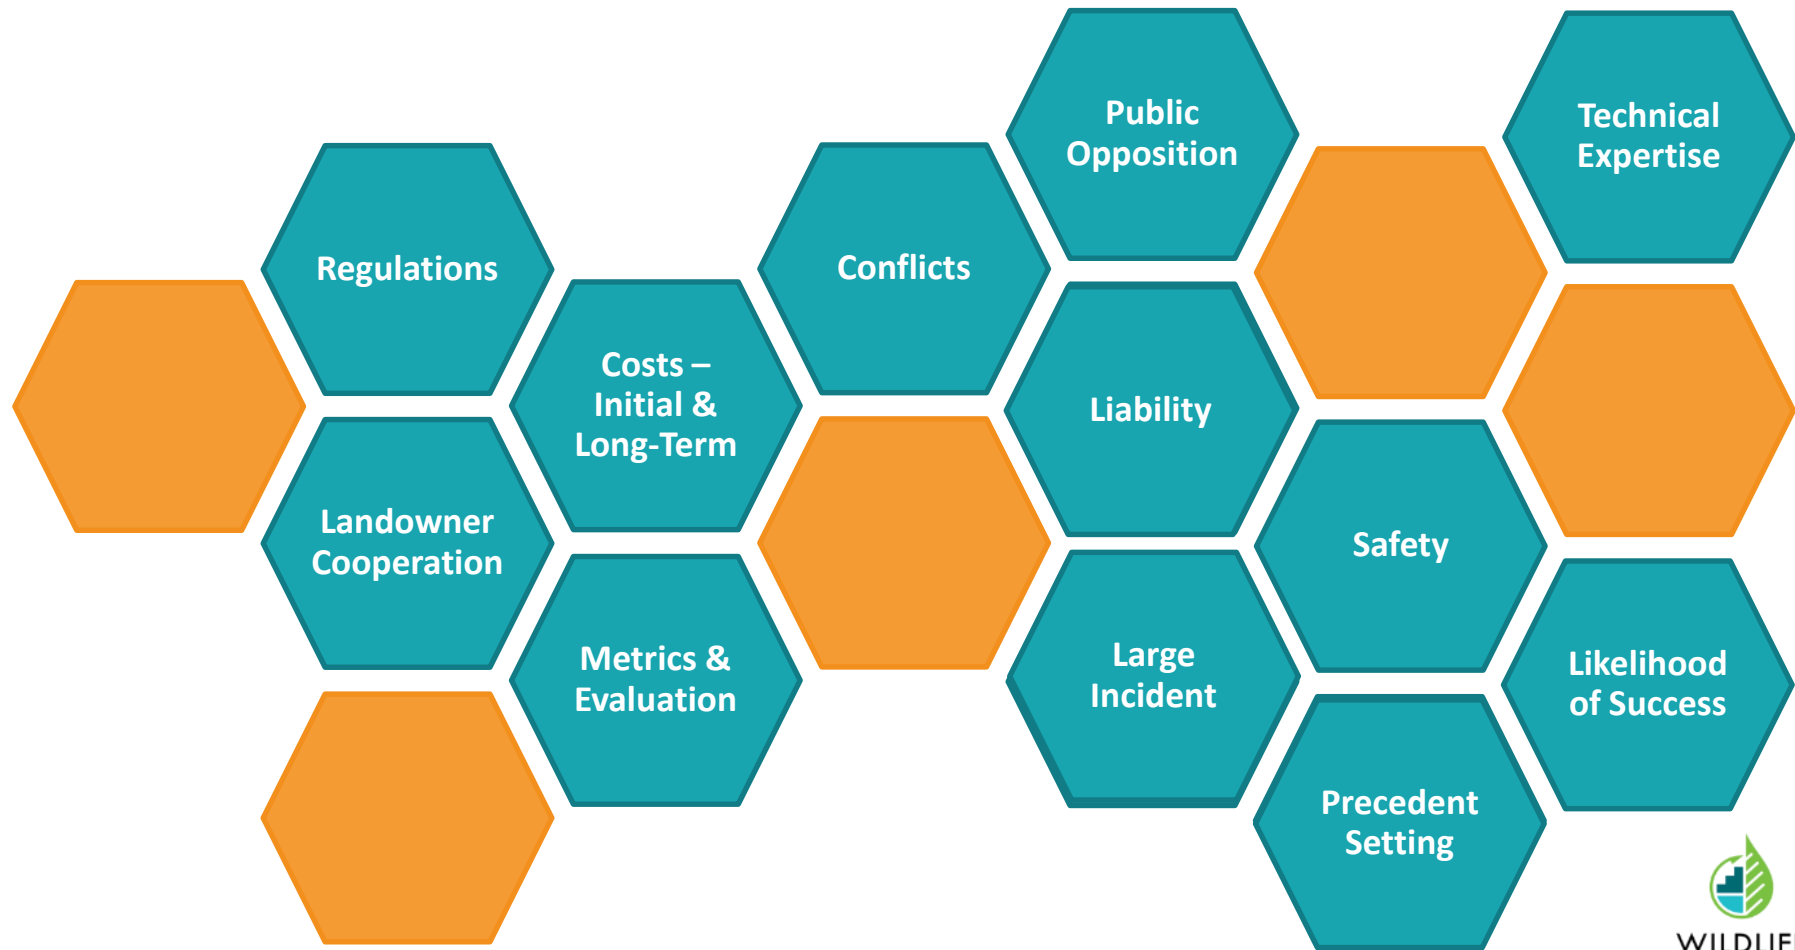 Public
Opposition
Technical
Expertise
Regulations
Conflicts
Costs –
Initial &
Long-Term
Liability
Landowner
Cooperation
Safety
Metrics &
Evaluation
Large
Incident
Likelihood
of Success
Precedent
Setting